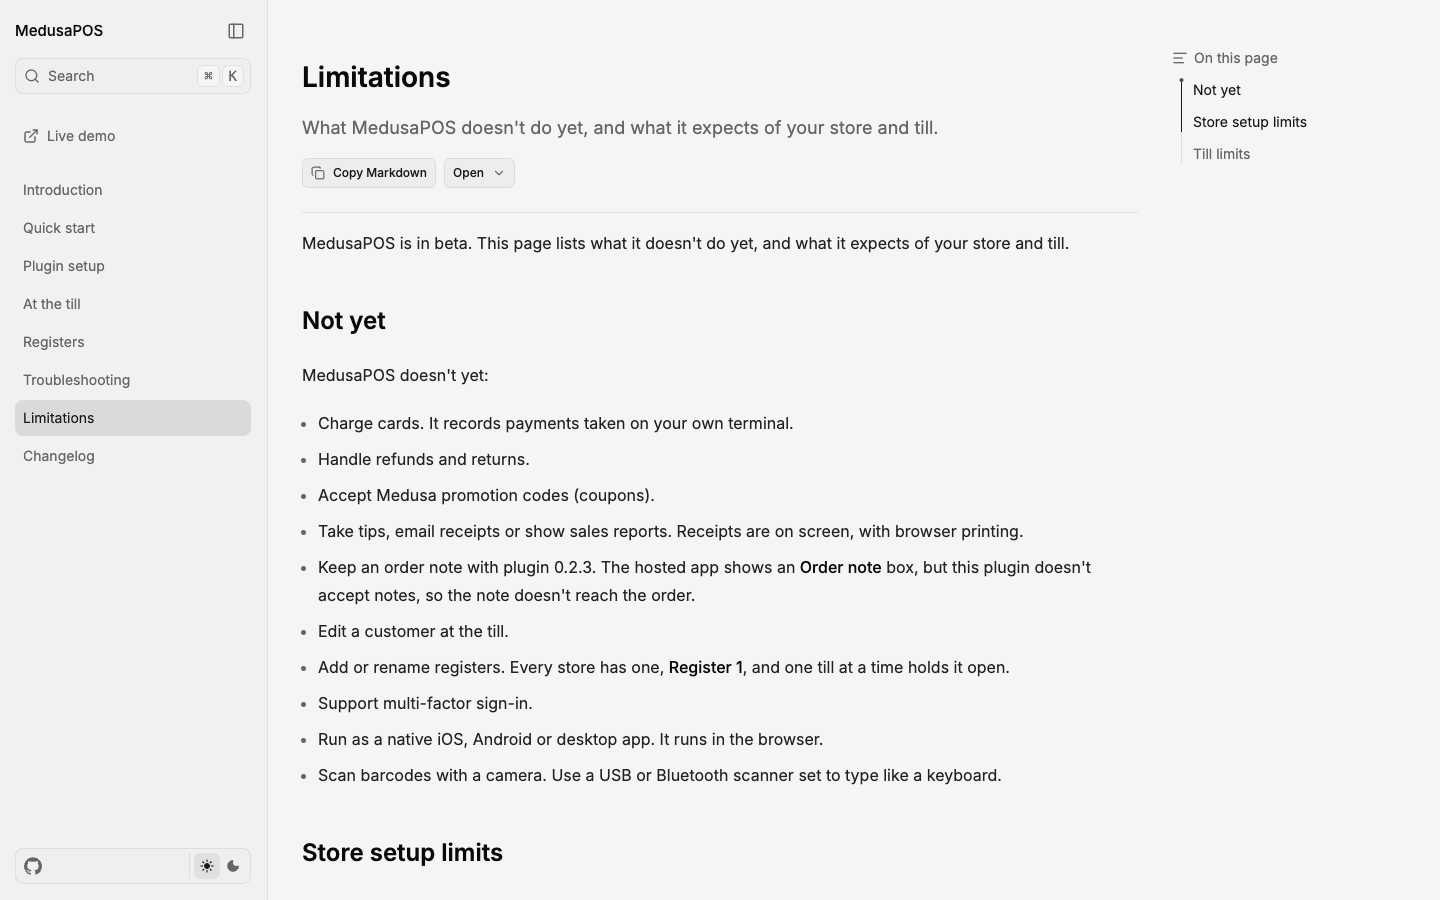 MedusaPOS
Search
⌘ K
Live demo
Introduction
Quick start
Plugin setup
At the till
Registers
Troubleshooting
Limitations
Changelog
Limitations
What MedusaPOS doesn't do yet, and what it expects of your store and till.
Copy Markdown
Open
MedusaPOS is in beta. This page lists what it doesn't do yet, and what it expects of your store and till.
Not yet
MedusaPOS doesn't yet:
Charge cards. It records payments taken on your own terminal.
Handle refunds and returns.
Accept Medusa promotion codes (coupons).
Take tips, email receipts or show sales reports. Receipts are on screen, with browser printing.
Keep an order note with plugin 0.2.3. The hosted app shows an Order note box, but this plugin doesn't
accept notes, so the note doesn't reach the order.
Edit a customer at the till.
Add or rename registers. Every store has one, Register 1, and one till at a time holds it open.
Support multi-factor sign-in.
Run as a native iOS, Android or desktop app. It runs in the browser.
Scan barcodes with a camera. Use a USB or Bluetooth scanner set to type like a keyboard.
Store setup limits
On this page
Not yet
Store setup limits
Till limits